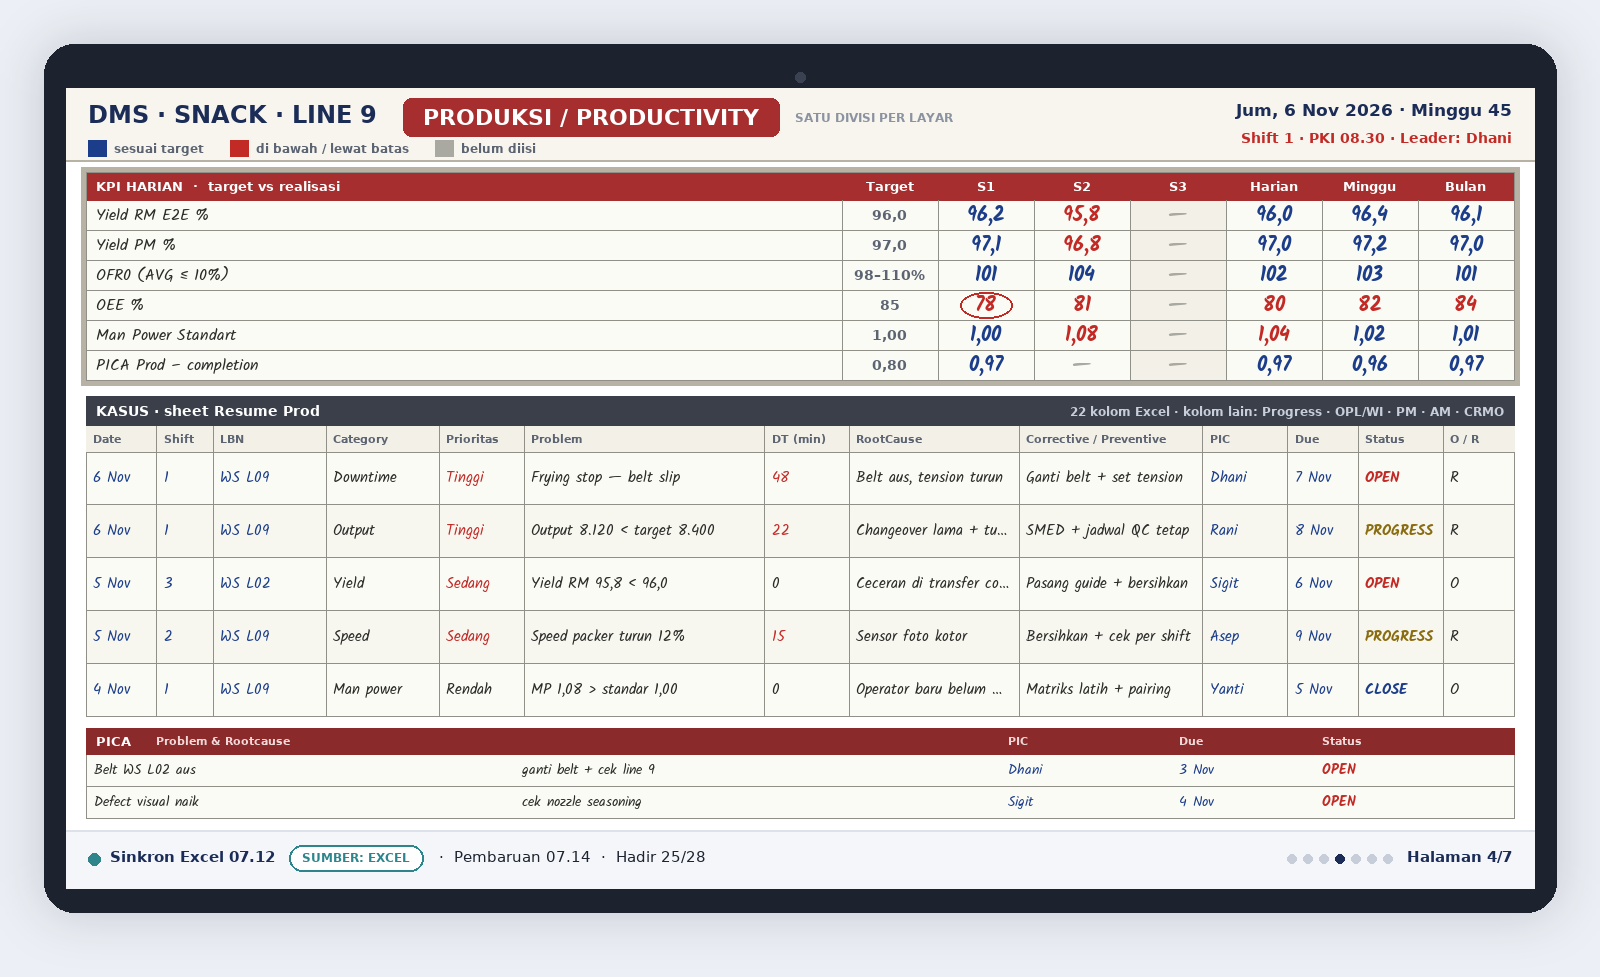 DMS · SNACK · LINE 9 PRODUKSI / PRODUCTIVITY SATU DIVISI PER LAYAR Jum, 6 Nov 2026 · Minggu 45
sesuai target di bawah / lewat batas belum diisi Shift 1 · PKI 08.30 · Leader: Dhani
KPI HARIAN · target vs realisasi Target S1 S2 S3 Harian Minggu Bulan
Yield RM E2E % 96,0 96,2 95,8 — 96,0 96,4 96,1
Yield PM % 97,0 97,1 96,8 — 97,0 97,2 97,0
OFRO (AVG ≤ 10%) 98–110% 101 104 — 102 103 101
OEE % 85 78 81 — 80 82 84
Man Power Standart 1,00 1,00 1,08 — 1,04 1,02 1,01
PICA Prod – completion 0,80 0,97 — — 0,97 0,96 0,97
KASUS · sheet Resume Prod 22 kolom Excel · kolom lain: Progress · OPL/WI · PM · AM · CRMO
Date Shift LBN Category Prioritas Problem DT (min) RootCause Corrective / Preventive PIC Due Status O / R
6 Nov 1 WS L09 Downtime Tinggi Frying stop — belt slip 48 Belt aus, tension turun Ganti belt + set tension Dhani 7 Nov OPEN R
6 Nov 1 WS L09 Output Tinggi Output 8.120 < target 8.400 22 Changeover lama + tu... SMED + jadwal QC tetap Rani 8 Nov PROGRESS R
5 Nov 3 WS L02 Yield Sedang Yield RM 95,8 < 96,0 0 Ceceran di transfer co... Pasang guide + bersihkan Sigit 6 Nov OPEN O
5 Nov 2 WS L09 Speed Sedang Speed packer turun 12% 15 Sensor foto kotor Bersihkan + cek per shift Asep 9 Nov PROGRESS R
4 Nov 1 WS L09 Man power Rendah MP 1,08 > standar 1,00 0 Operator baru belum ... Matriks latih + pairing Yanti 5 Nov CLOSE O
PICA Problem & Rootcause PIC Due Status
Belt WS L02 aus ganti belt + cek line 9 Dhani 3 Nov OPEN
Defect visual naik cek nozzle seasoning Sigit 4 Nov OPEN
Sinkron Excel 07.12 SUMBER: EXCEL · Pembaruan 07.14 · Hadir 25/28 Halaman 4/7